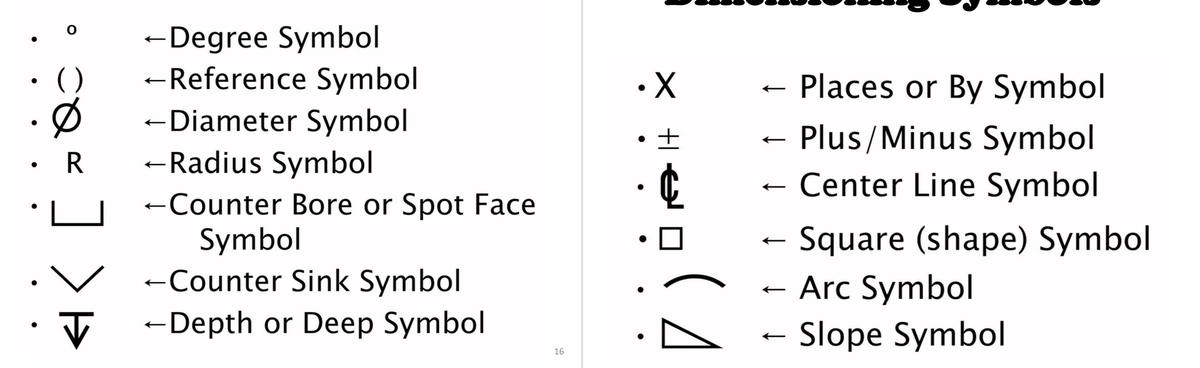 • º ←Degree Symbol
• ( ) ←Reference Symbol
• Ø ←Diameter Symbol
• R ←Radius Symbol
• ⌴ ←Counter Bore or Spot Face
Symbol
• ⌵ ←Counter Sink Symbol
• ↧ ←Depth or Deep Symbol
16
Dimensioning Symbols
• X ← Places or By Symbol
• ± ← Plus/Minus Symbol
• ℄ ← Center Line Symbol
• □ ← Square (shape) Symbol
• ⌒ ← Arc Symbol
• ⌳ ← Slope Symbol